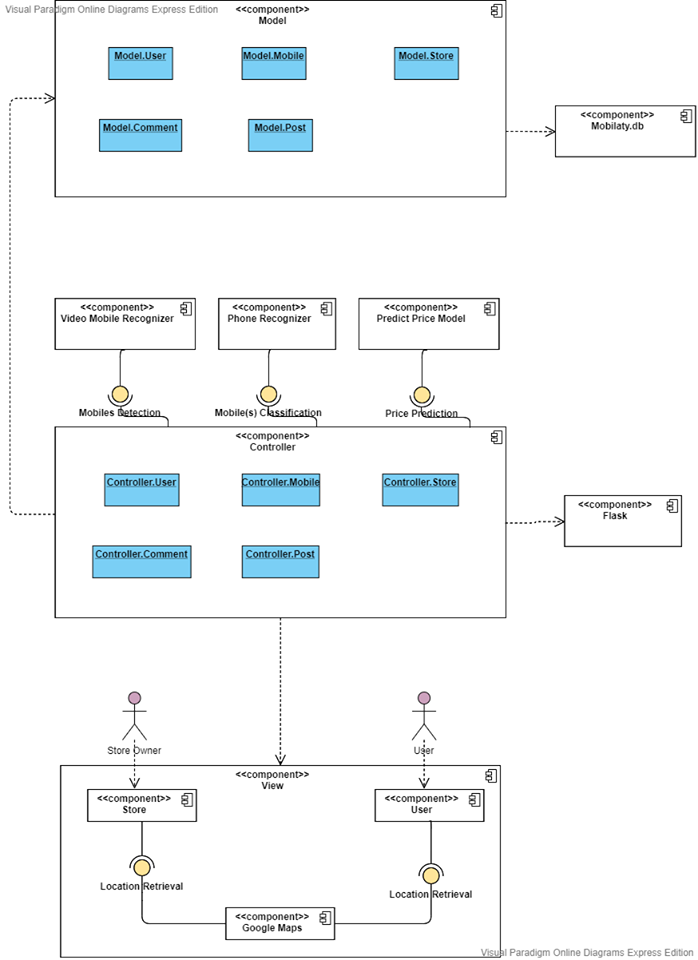 Visual Paradigm Online Diagrams Express Edition
<<component>>
Model
Model.User
Model.Mobile
Model.Store
Model.Comment
Model.Post
<<component>>
Mobilaty.db
<<component>>
Video Mobile Recognizer
<<component>>
Phone Recognizer
<<component>>
Predict Price Model
Mobiles Detection
Mobile(s) Classification
Price Prediction
<<component>>
Controller
Controller.User
Controller.Mobile
Controller.Store
Controller.Comment
Controller.Post
<<component>>
Flask
Store Owner
User
<<component>>
View
<<component>>
Store
<<component>>
User
Location Retrieval
Location Retrieval
<<component>>
Google Maps
Visual Paradigm Online Diagrams Express Edition